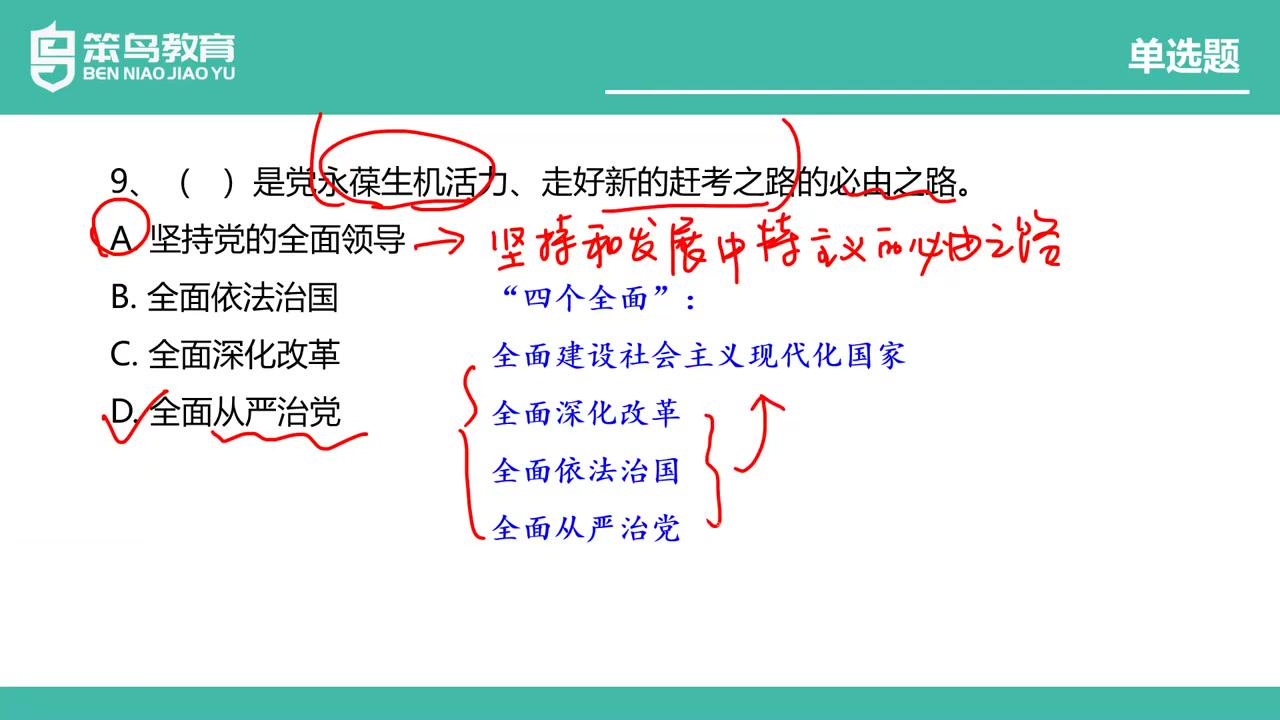 笨鸟教育
BEN NIAO JIAO YU
单选题
9、（ ）是党永葆生机活力、走好新的赶考之路的必由之路。
A 坚持党的全面领导
坚持和发展中特主义的必由之路
B. 全面依法治国
“四个全面”：
C. 全面深化改革
全面建设社会主义现代化国家
D. 全面从严治党
全面深化改革
全面依法治国
全面从严治党